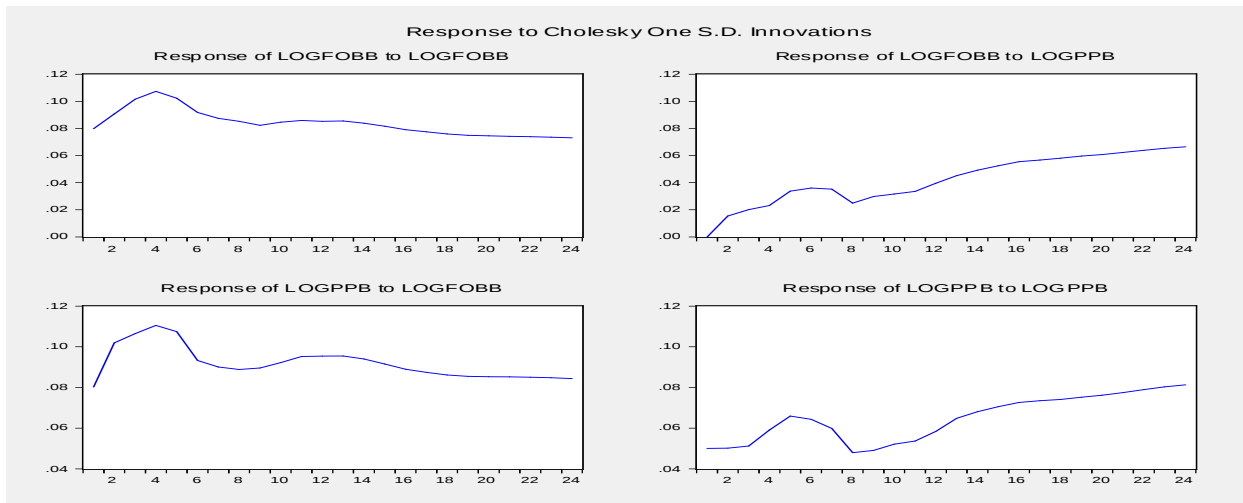 Response to Cholesky One S.D. Innovations
Response of LOGFOBB to LOGFOBB
.12
.10
.08
.06
.04
.02
.00
2 4 6 8 10 12 14 16 18 20 22 24
Response of LOGFOBB to LOGPPB
.12
.10
.08
.06
.04
.02
.00
2 4 6 8 10 12 14 16 18 20 22 24
Response of LOGPPB to LOGFOBB
.12
.10
.08
.06
.04
2 4 6 8 10 12 14 16 18 20 22 24
Response of LOGPPB to LOGPPB
.12
.10
.08
.06
.04
2 4 6 8 10 12 14 16 18 20 22 24